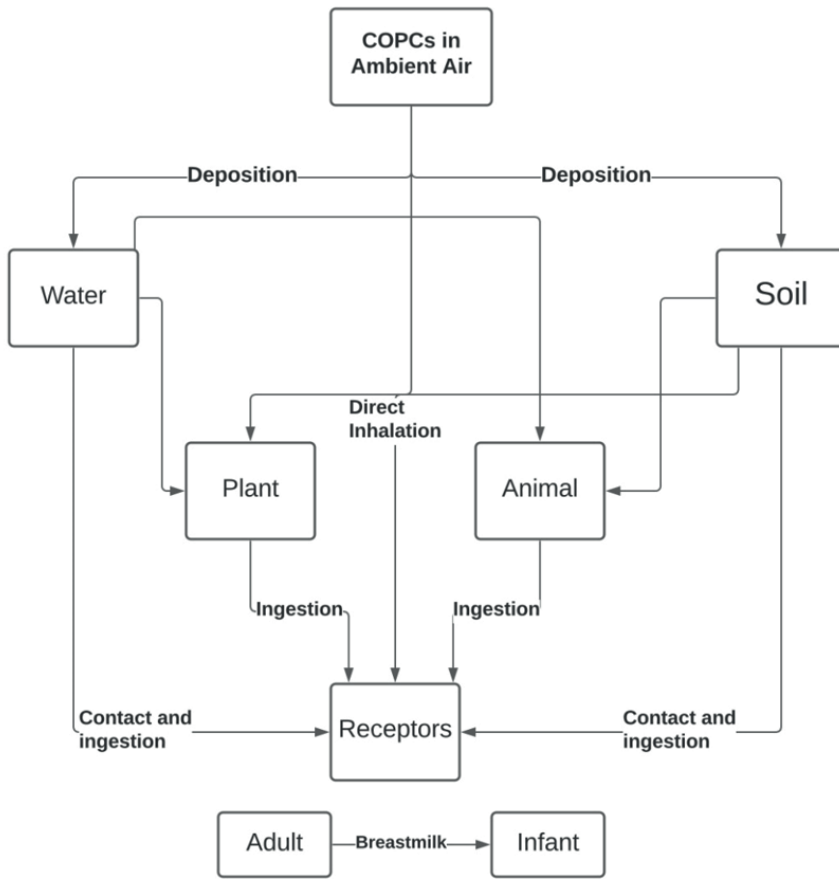 COPCs in
Ambient Air
Deposition
Deposition
Water
Soil
Direct
Inhalation
Plant
Animal
Ingestion
Ingestion
Contact and
ingestion
Receptors
Contact and
ingestion
Adult
Breastmilk
Infant